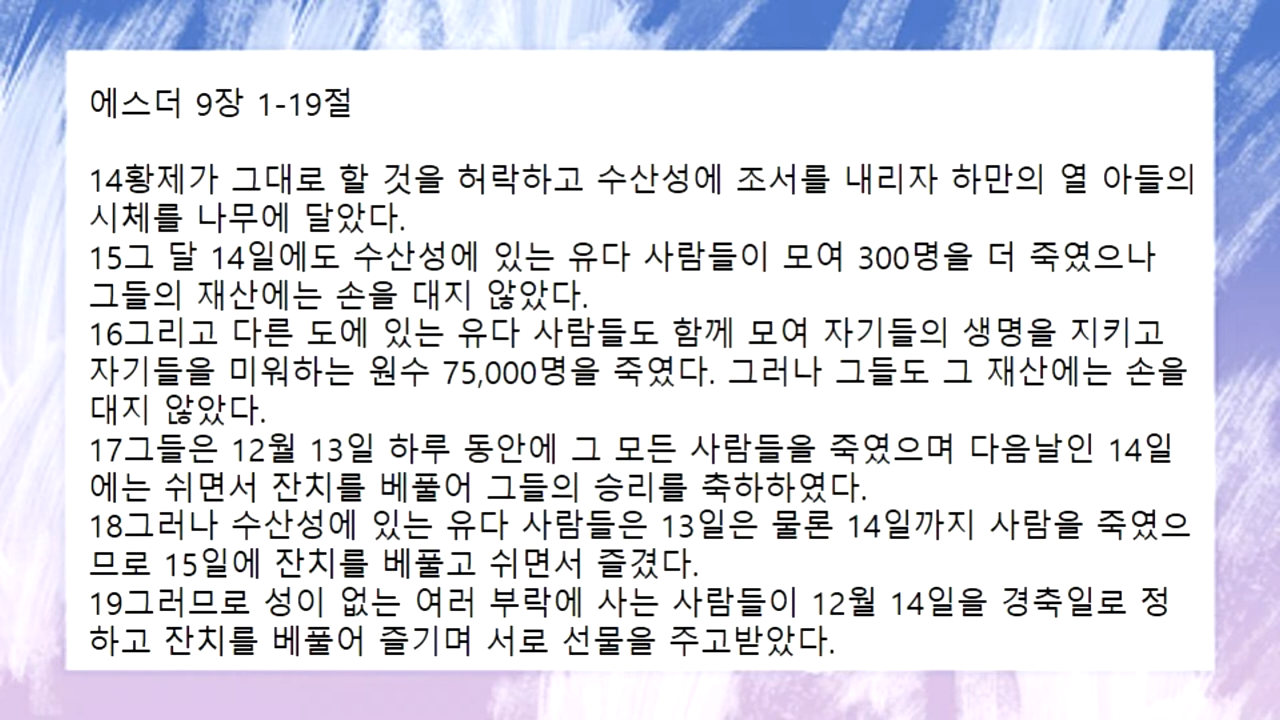 에스더 9장 1-19절
14황제가 그대로 할 것을 허락하고 수산성에 조서를 내리자 하만의 열 아들의
시체를 나무에 달았다.
15그 달 14일에도 수산성에 있는 유다 사람들이 모여 300명을 더 죽였으나
그들의 재산에는 손을 대지 않았다.
16그리고 다른 도에 있는 유다 사람들도 함께 모여 자기들의 생명을 지키고
자기들을 미워하는 원수 75,000명을 죽였다. 그러나 그들도 그 재산에는 손을
대지 않았다.
17그들은 12월 13일 하루 동안에 그 모든 사람들을 죽였으며 다음날인 14일
에는 쉬면서 잔치를 베풀어 그들의 승리를 축하하였다.
18그러나 수산성에 있는 유다 사람들은 13일은 물론 14일까지 사람을 죽였으
므로 15일에 잔치를 베풀고 쉬면서 즐겼다.
19그러므로 성이 없는 여러 부락에 사는 사람들이 12월 14일을 경축일로 정
하고 잔치를 베풀어 즐기며 서로 선물을 주고받았다.